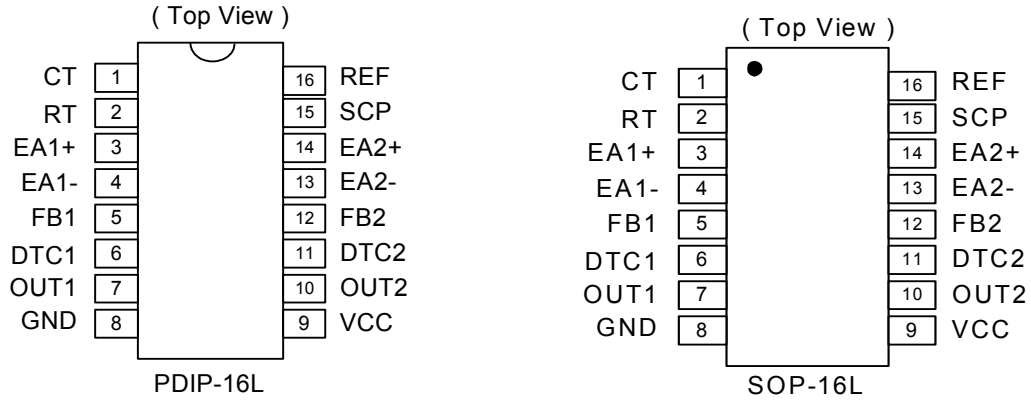 ( Top View )
CT 1 16 REF
RT 2 15 SCP
EA1+ 3 14 EA2+
EA1- 4 13 EA2-
FB1 5 12 FB2
DTC1 6 11 DTC2
OUT1 7 10 OUT2
GND 8 9 VCC
PDIP-16L
( Top View )
CT 1 16 REF
RT 2 15 SCP
EA1+ 3 14 EA2+
EA1- 4 13 EA2-
FB1 5 12 FB2
DTC1 6 11 DTC2
OUT1 7 10 OUT2
GND 8 9 VCC
SOP-16L